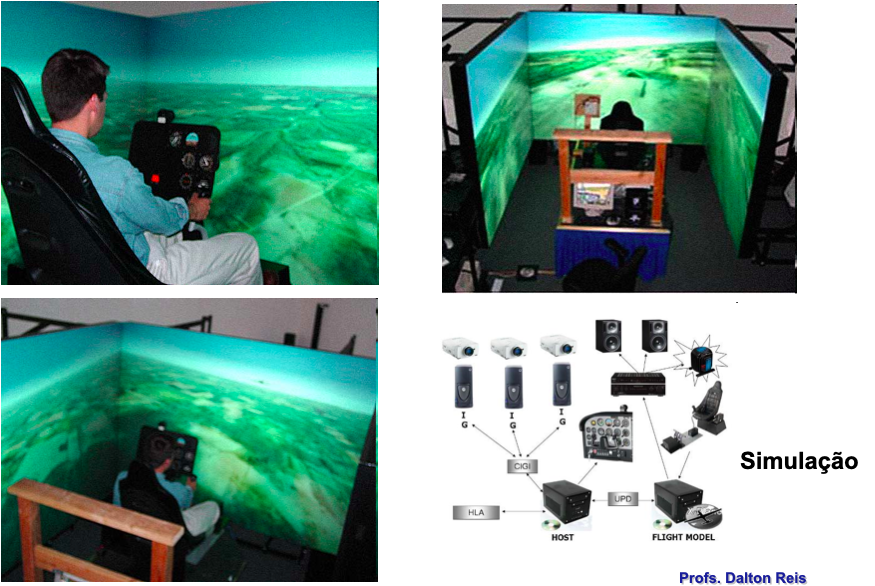 I
G
I
G
I
G
CIGI
HLA
UPD
HOST
FLIGHT MODEL
Simulação
Profs. Dalton Reis